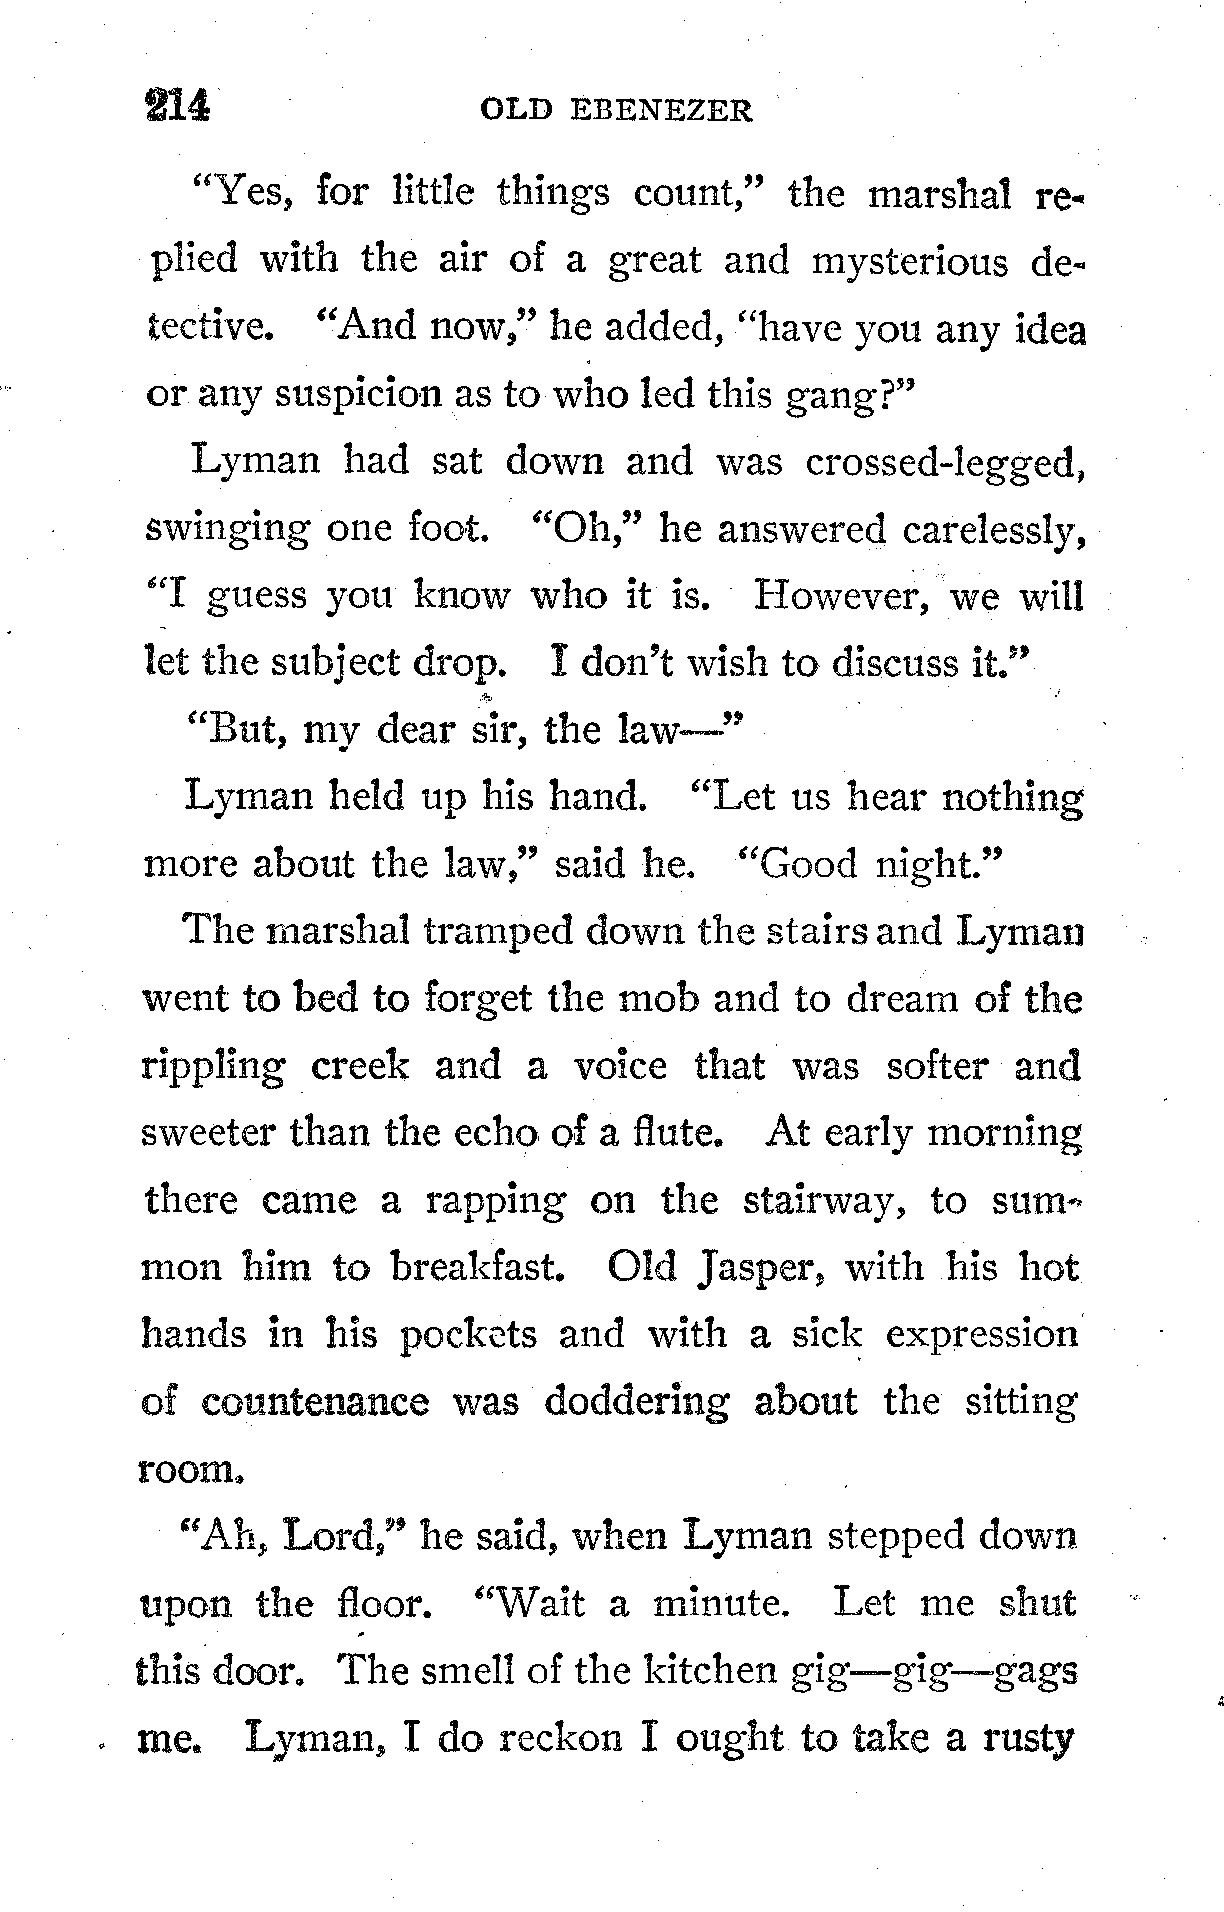 214 OLD EBENEZER
“Yes, for little things count,” the marshal re-
plied with the air of a great and mysterious de-
tective. “And now,” he added, “have you any idea
or any suspicion as to who led this gang?”
Lyman had sat down and was crossed-legged,
swinging one foot. “Oh,” he answered carelessly,
“I guess you know who it is. However, we will
let the subject drop. I don’t wish to discuss it.”
“But, my dear sir, the law—”
Lyman held up his hand. “Let us hear nothing
more about the law,” said he. “Good night.”
The marshal tramped down the stairs and Lyman
went to bed to forget the mob and to dream of the
rippling creek and a voice that was softer and
sweeter than the echo of a flute. At early morning
there came a rapping on the stairway, to sum-
mon him to breakfast. Old Jasper, with his hot
hands in his pockets and with a sick expression
of countenance was doddering about the sitting
room.
“Ah, Lord,” he said, when Lyman stepped down
upon the floor. “Wait a minute. Let me shut
this door. The smell of the kitchen gig—gig—gags
me. Lyman, I do reckon I ought to take a rusty